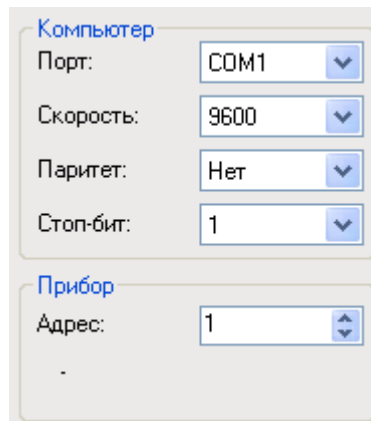 Компьютер
Порт: COM1
Скорость: 9600
Паритет: Нет
Стоп-бит: 1
Прибор
Адрес: 1
-